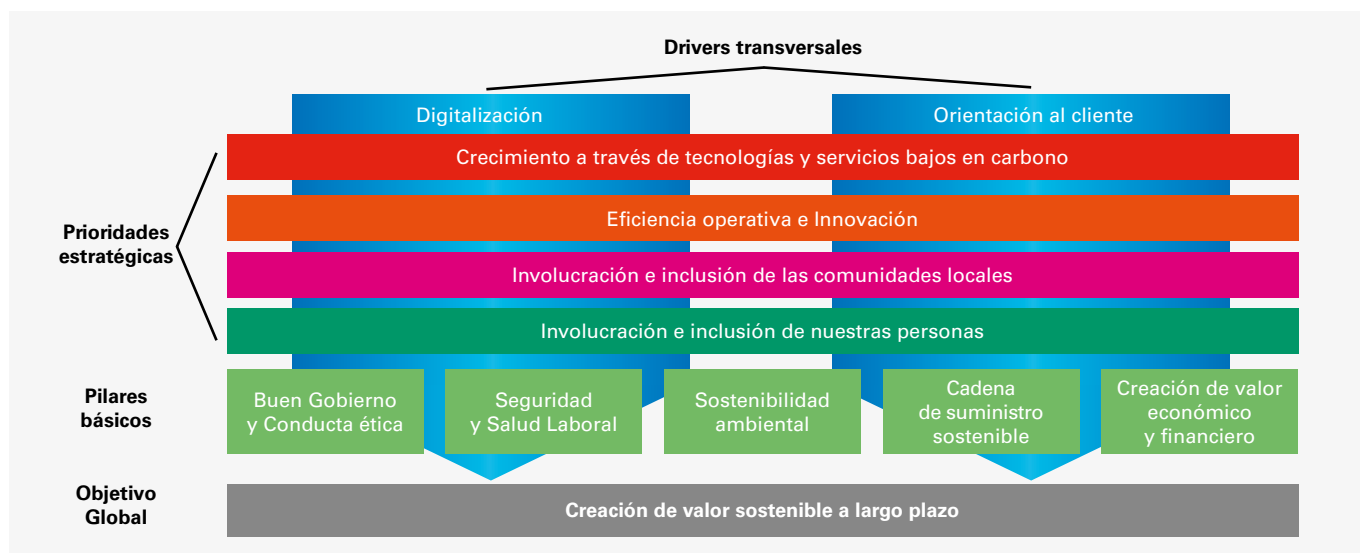 Drivers transversales
Digitalización
Orientación al cliente
Prioridades
estratégicas
Crecimiento a través de tecnologías y servicios bajos en carbono
Eficiencia operativa e Innovación
Involucración e inclusión de las comunidades locales
Involucración e inclusión de nuestras personas
Pilares
básicos
Buen Gobierno
y Conducta ética
Seguridad
y Salud Laboral
Sostenibilidad
ambiental
Cadena
de suministro
sostenible
Creación de valor
económico
y financiero
Objetivo
Global
Creación de valor sostenible a largo plazo